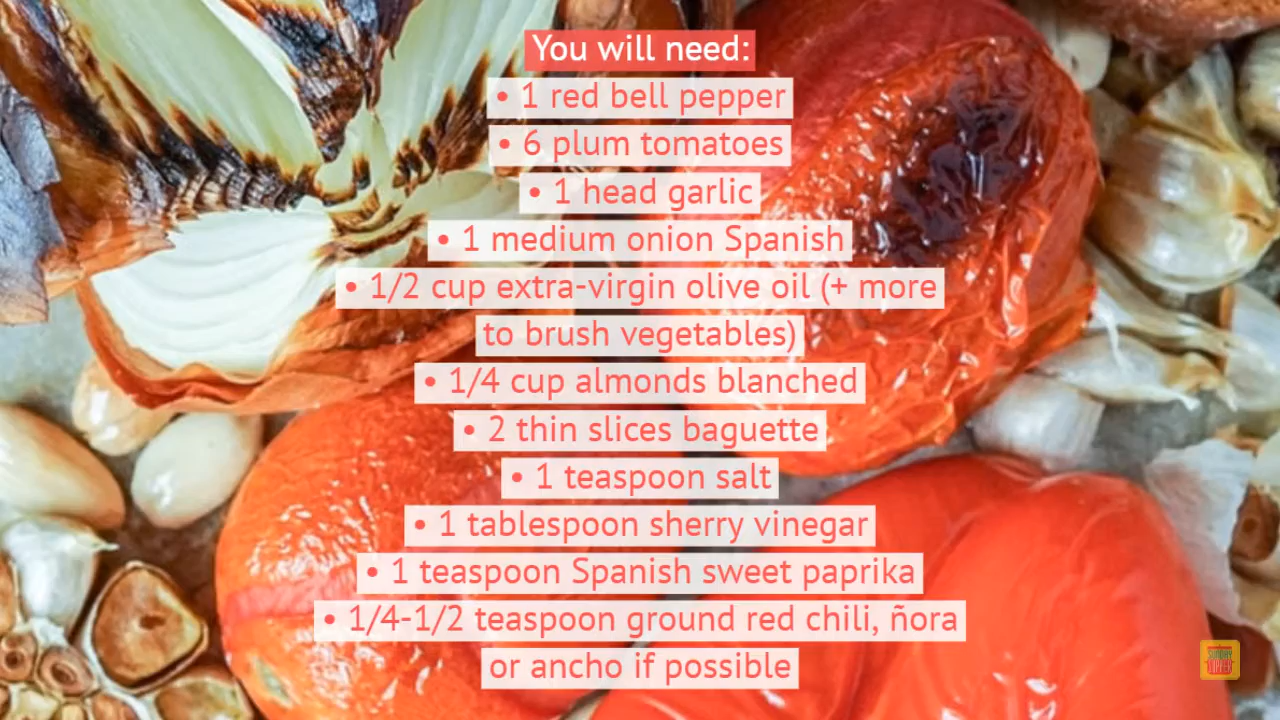 You will need:
• 1 red bell pepper
• 6 plum tomatoes
• 1 head garlic
• 1 medium onion Spanish
• 1/2 cup extra-virgin olive oil (+ more
to brush vegetables)
• 1/4 cup almonds blanched
• 2 thin slices baguette
• 1 teaspoon salt
• 1 tablespoon sherry vinegar
• 1 teaspoon Spanish sweet paprika
• 1/4-1/2 teaspoon ground red chili, ñora
or ancho if possible
SUNDAY
SUPPER